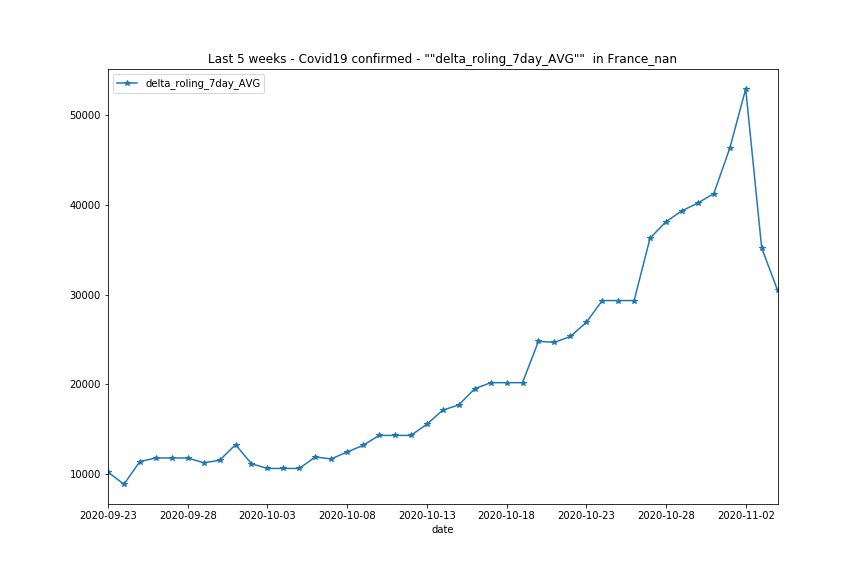 Last 5 weeks - Covid19 confirmed - ""delta_roling_7day_AVG""  in France_nan
delta_roling_7day_AVG
50000
40000
30000
20000
10000
2020-09-23 2020-09-28 2020-10-03 2020-10-08 2020-10-13 2020-10-18 2020-10-23 2020-10-28 2020-11-02
date